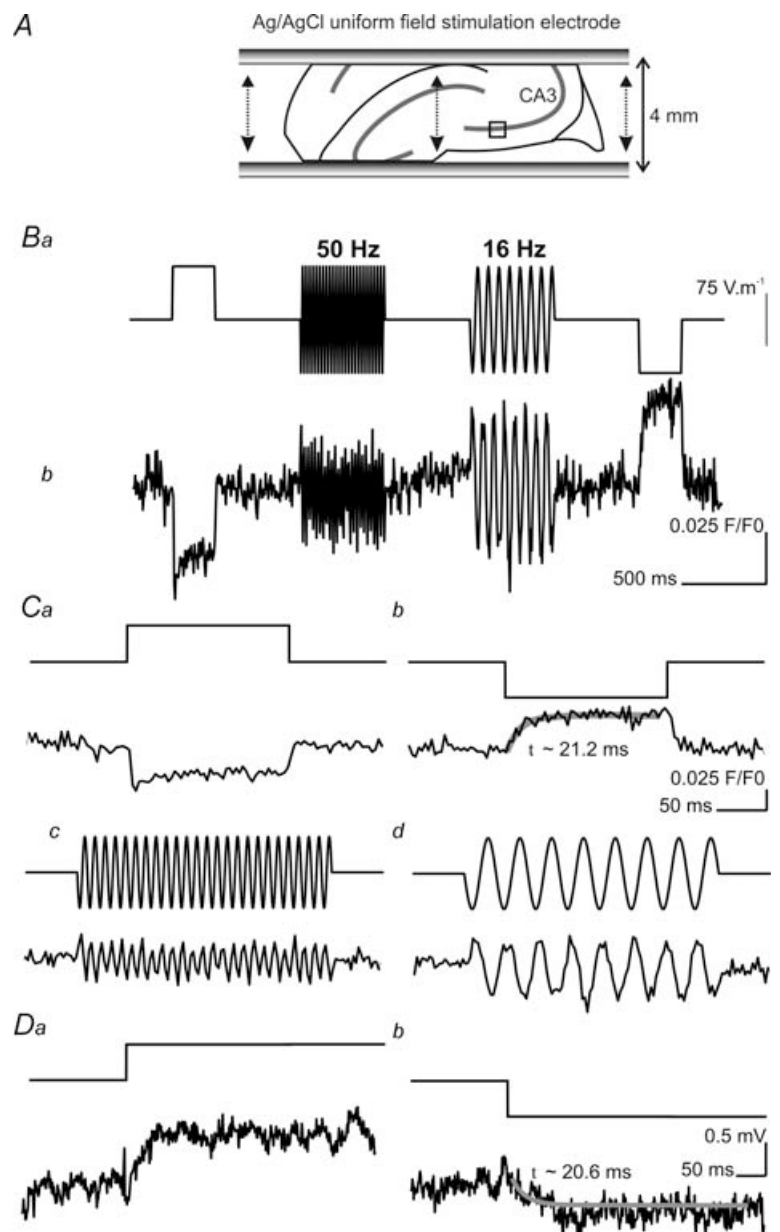 A
Ag/AgCl uniform field stimulation electrode
CA3
4 mm
Ba
50 Hz
16 Hz
75 V.m⁻¹
b
0.025 F/F0
500 ms
Ca
b
t ~ 21.2 ms
0.025 F/F0
50 ms
c
d
Da
b
0.5 mV
t ~ 20.6 ms
50 ms